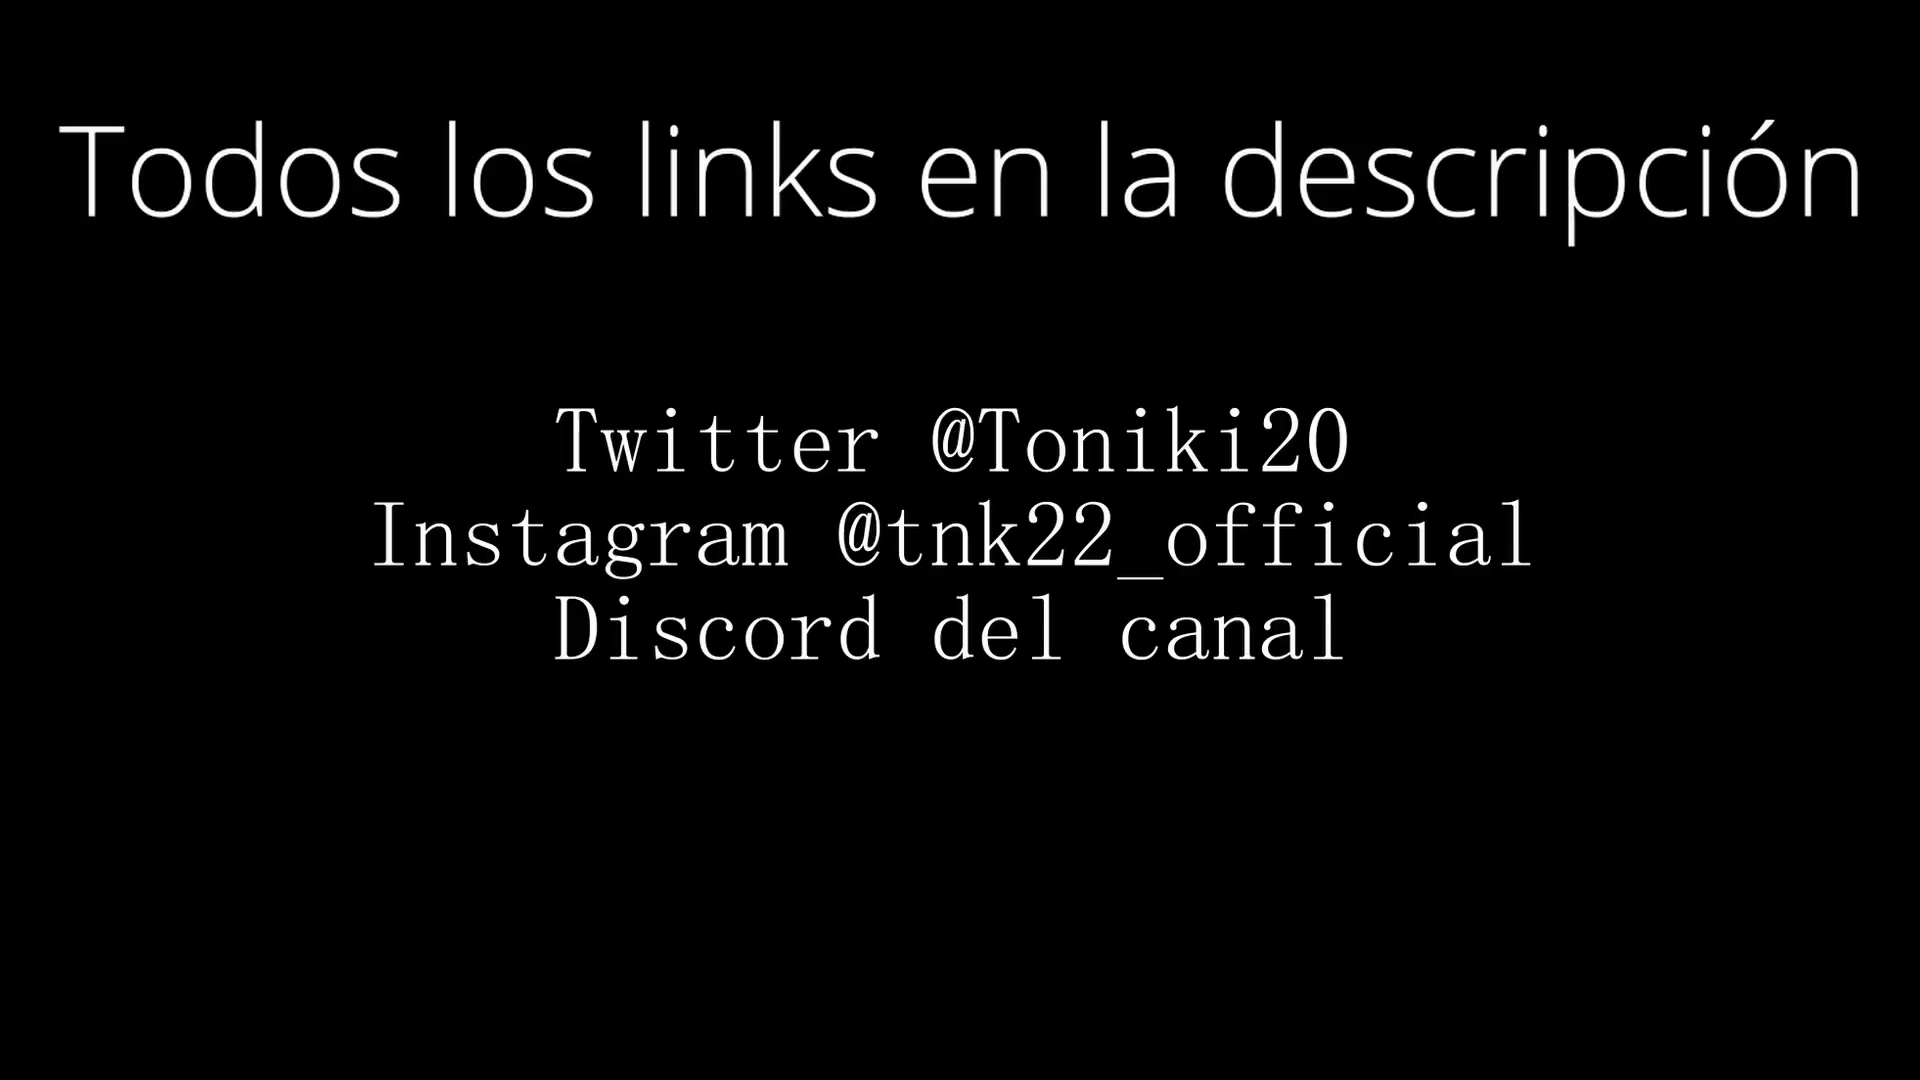 Todos los links en la descripción
Twitter @Toniki20
Instagram @tnk22_official
Discord del canal